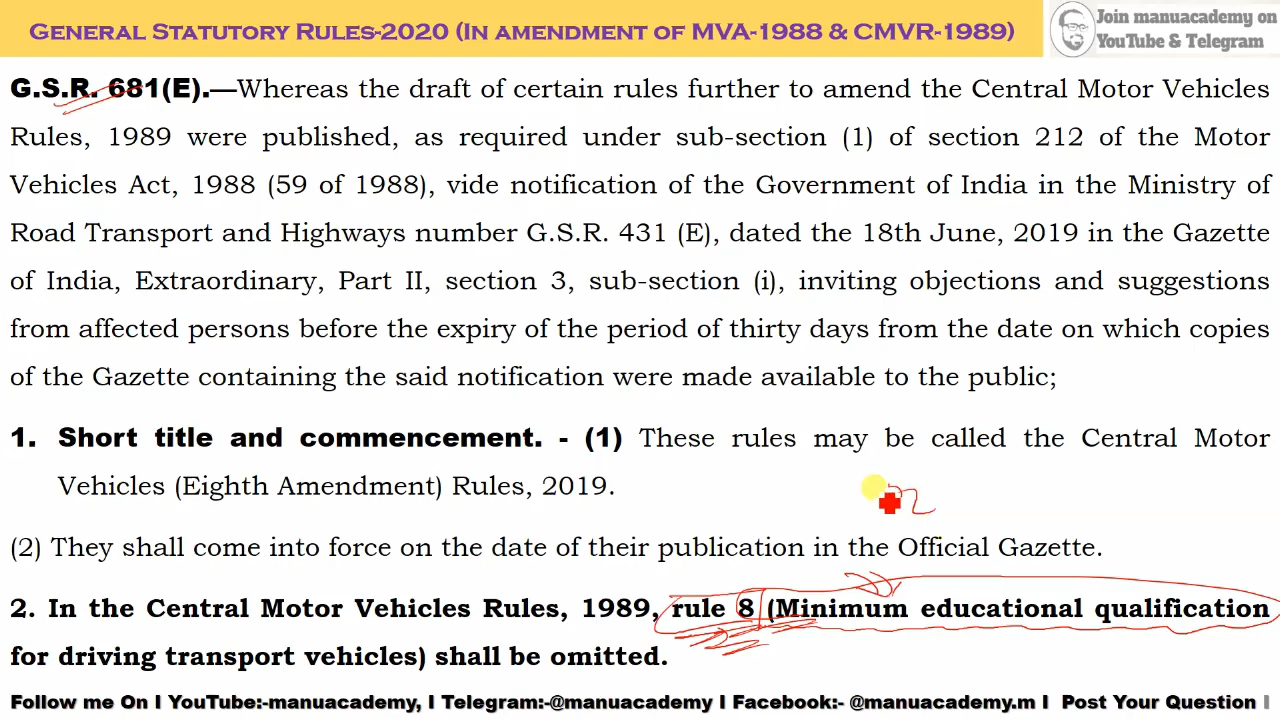 GENERAL STATUTORY RULES-2020 (IN AMENDMENT OF MVA-1988 & CMVR-1989)
Join manuacademy on
YouTube & Telegram
G.S.R. 681(E).—Whereas the draft of certain rules further to amend the Central Motor Vehicles
Rules, 1989 were published, as required under sub-section (1) of section 212 of the Motor
Vehicles Act, 1988 (59 of 1988), vide notification of the Government of India in the Ministry of
Road Transport and Highways number G.S.R. 431 (E), dated the 18th June, 2019 in the Gazette
of India, Extraordinary, Part II, section 3, sub-section (i), inviting objections and suggestions
from affected persons before the expiry of the period of thirty days from the date on which copies
of the Gazette containing the said notification were made available to the public;
1. Short title and commencement. - (1) These rules may be called the Central Motor
Vehicles (Eighth Amendment) Rules, 2019.
(2) They shall come into force on the date of their publication in the Official Gazette.
2. In the Central Motor Vehicles Rules, 1989, rule 8 (Minimum educational qualification
for driving transport vehicles) shall be omitted.
Follow me On I YouTube:-manuacademy, I Telegram:-@manuacademy I Facebook:- @manuacademy.m I Post Your Question I